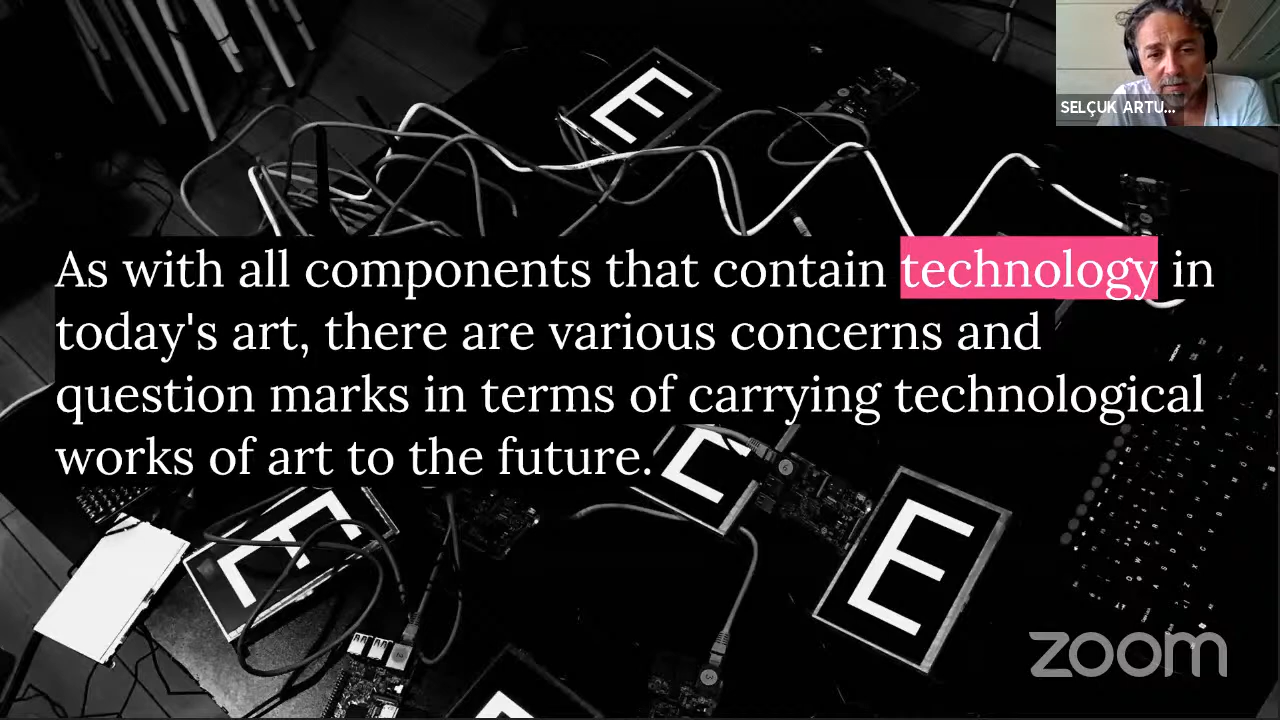 E
SELÇUK ARTU...
As with all components that contain technology in
today's art, there are various concerns and
question marks in terms of carrying technological
works of art to the future.
E
E
E
zoom